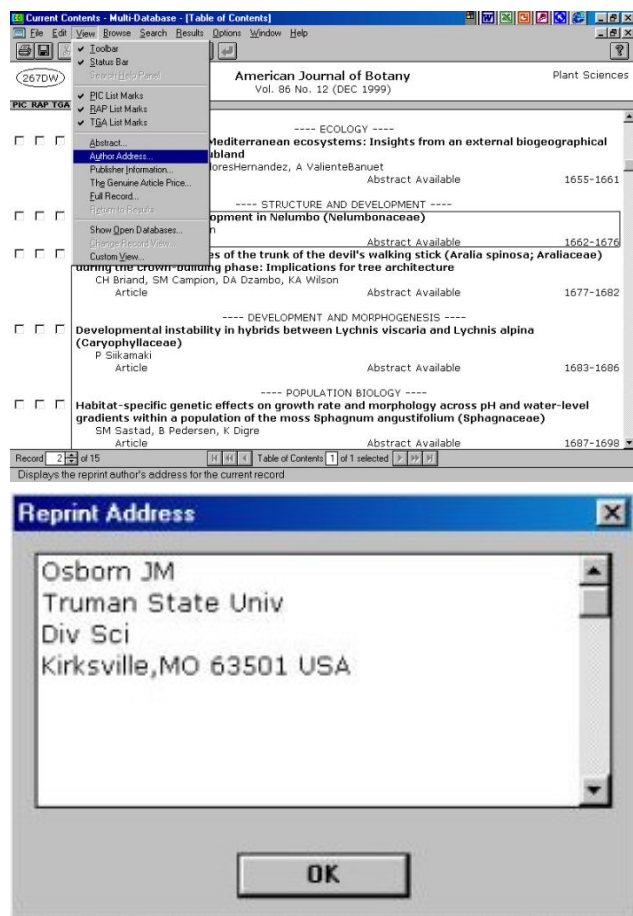 Current Contents - Multi-Database - [Table of Contents]
File Edit View Browse Search Results Options Window Help
Toolbar
Status Bar
Search Help Panel
PIC List Marks
RAP List Marks
TGA List Marks
Abstract...
Author Address...
Publisher Information...
The Genuine Article Price...
Full Record...
Return to Results
Show Open Databases...
Change Record View...
Custom View...
267DW
American Journal of Botany
Plant Sciences
Vol. 86 No. 12 (DEC 1999)
PIC RAP TGA
---- ECOLOGY ----
Mediterranean ecosystems: Insights from an external biogeographical
ubland
loresHernandez, A ValienteBanuet
Abstract Available 1655-1661
---- STRUCTURE AND DEVELOPMENT ----
opment in Nelumbo (Nelumbonaceae)
n
Abstract Available 1662-1676
es of the trunk of the devil's walking stick (Aralia spinosa; Araliaceae)
during the crown-building phase: Implications for tree architecture
CH Briand, SM Campion, DA Dzambo, KA Wilson
Article Abstract Available 1677-1682
---- DEVELOPMENT AND MORPHOGENESIS ----
Developmental instability in hybrids between Lychnis viscaria and Lychnis alpina
(Caryophyllaceae)
P Siikamaki
Article Abstract Available 1683-1686
---- POPULATION BIOLOGY ----
Habitat-specific genetic effects on growth rate and morphology across pH and water-level
gradients within a population of the moss Sphagnum angustifolium (Sphagnaceae)
SM Sastad, B Pedersen, K Digre
Article Abstract Available 1687-1698
Record 2 of 15 Table of Contents 1 of 1 selected
Displays the reprint author's address for the current record
Reprint Address
Osborn JM
Truman State Univ
Div Sci
Kirksville,MO 63501 USA
OK